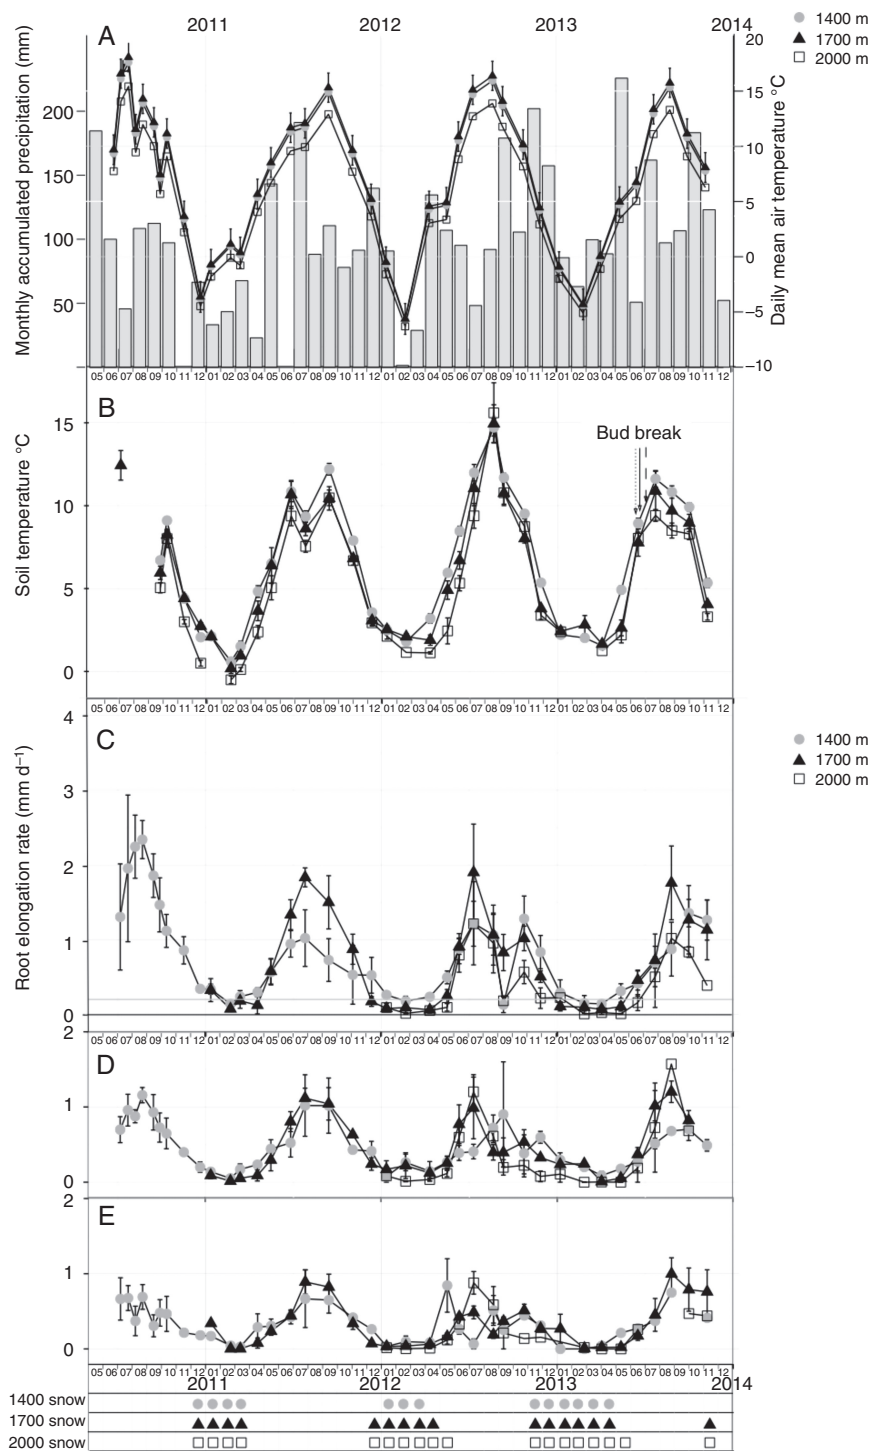 2011 2012 2013 2014
A
Monthly accumulated precipitation (mm)
200
150
100
50
Daily mean air temperature °C
20
15
10
5
0
−5
−10
1400 m
1700 m
2000 m
05 06 07 08 09 10 11 12 01 02 03 04 05 06 07 08 09 10 11 12 01 02 03 04 05 06 07 08 09 10 11 12 01 02 03 04 05 06 07 08 09 10 11 12
B
Bud break
Soil temperature °C
15
10
5
0
05 06 07 08 09 10 11 12 01 02 03 04 05 06 07 08 09 10 11 12 01 02 03 04 05 06 07 08 09 10 11 12 01 02 03 04 05 06 07 08 09 10 11 12
C
Root elongation rate (mm d⁻¹)
4
3
2
1
0
1400 m
1700 m
2000 m
05 06 07 08 09 10 11 12 01 02 03 04 05 06 07 08 09 10 11 12 01 02 03 04 05 06 07 08 09 10 11 12 01 02 03 04 05 06 07 08 09 10 11 12
D
2
1
0
E
2
1
0
05 06 07 08 09 10 11 12 01 02 03 04 05 06 07 08 09 10 11 12 01 02 03 04 05 06 07 08 09 10 11 12 01 02 03 04 05 06 07 08 09 10 11 12
2011 2012 2013 2014
1400 snow
1700 snow
2000 snow